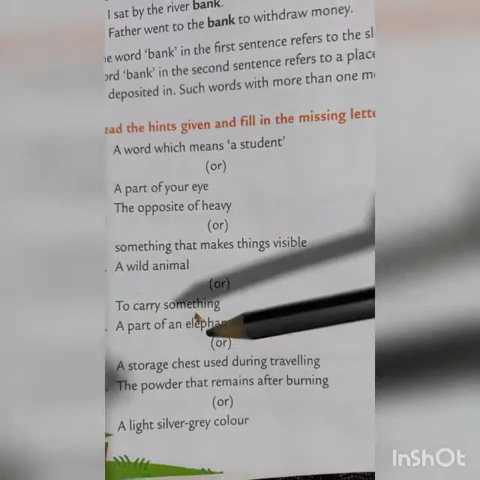 I sat by the river bank.
Father went to the bank to withdraw money.
word 'bank' in the first sentence refers to the
'bank' in the second sentence refers to a place
deposited in. Such words with more than one
the hints given and fill in the missing
A word which means 'a student'
(or)
A part of your eye
The opposite of heavy
(or)
something that makes things visible
A wild animal
(or)
To carry something
A part of an
(or)
A storage chest used during travelling
The powder that remains after burning
(or)
A light silver-grey colour
InShOt